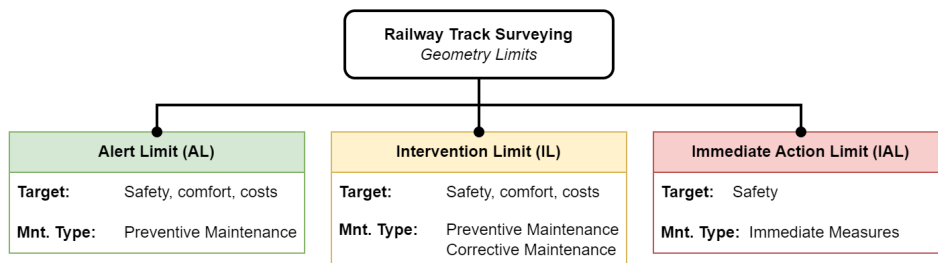 Railway Track Surveying
Geometry Limits
Alert Limit (AL)
Target: Safety, comfort, costs
Mnt. Type: Preventive Maintenance
Intervention Limit (IL)
Target: Safety, comfort, costs
Mnt. Type: Preventive Maintenance
Corrective Maintenance
Immediate Action Limit (IAL)
Target: Safety
Mnt. Type: Immediate Measures